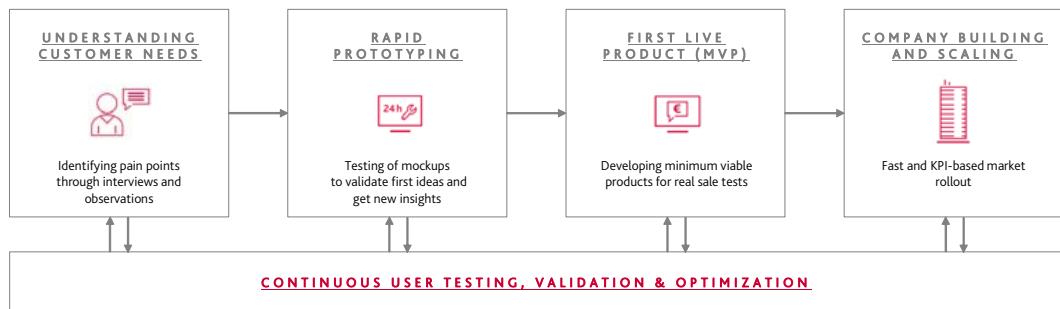 UNDERSTANDING
CUSTOMER NEEDS
Identifying pain points
through interviews and
observations
RAPID
PROTOTYPING
24h
Testing of mockups
to validate first ideas and
get new insights
FIRST LIVE
PRODUCT (MVP)
€
Developing minimum viable
products for real sale tests
COMPANY BUILDING
AND SCALING
Fast and KPI-based market
rollout
CONTINUOUS USER TESTING, VALIDATION & OPTIMIZATION